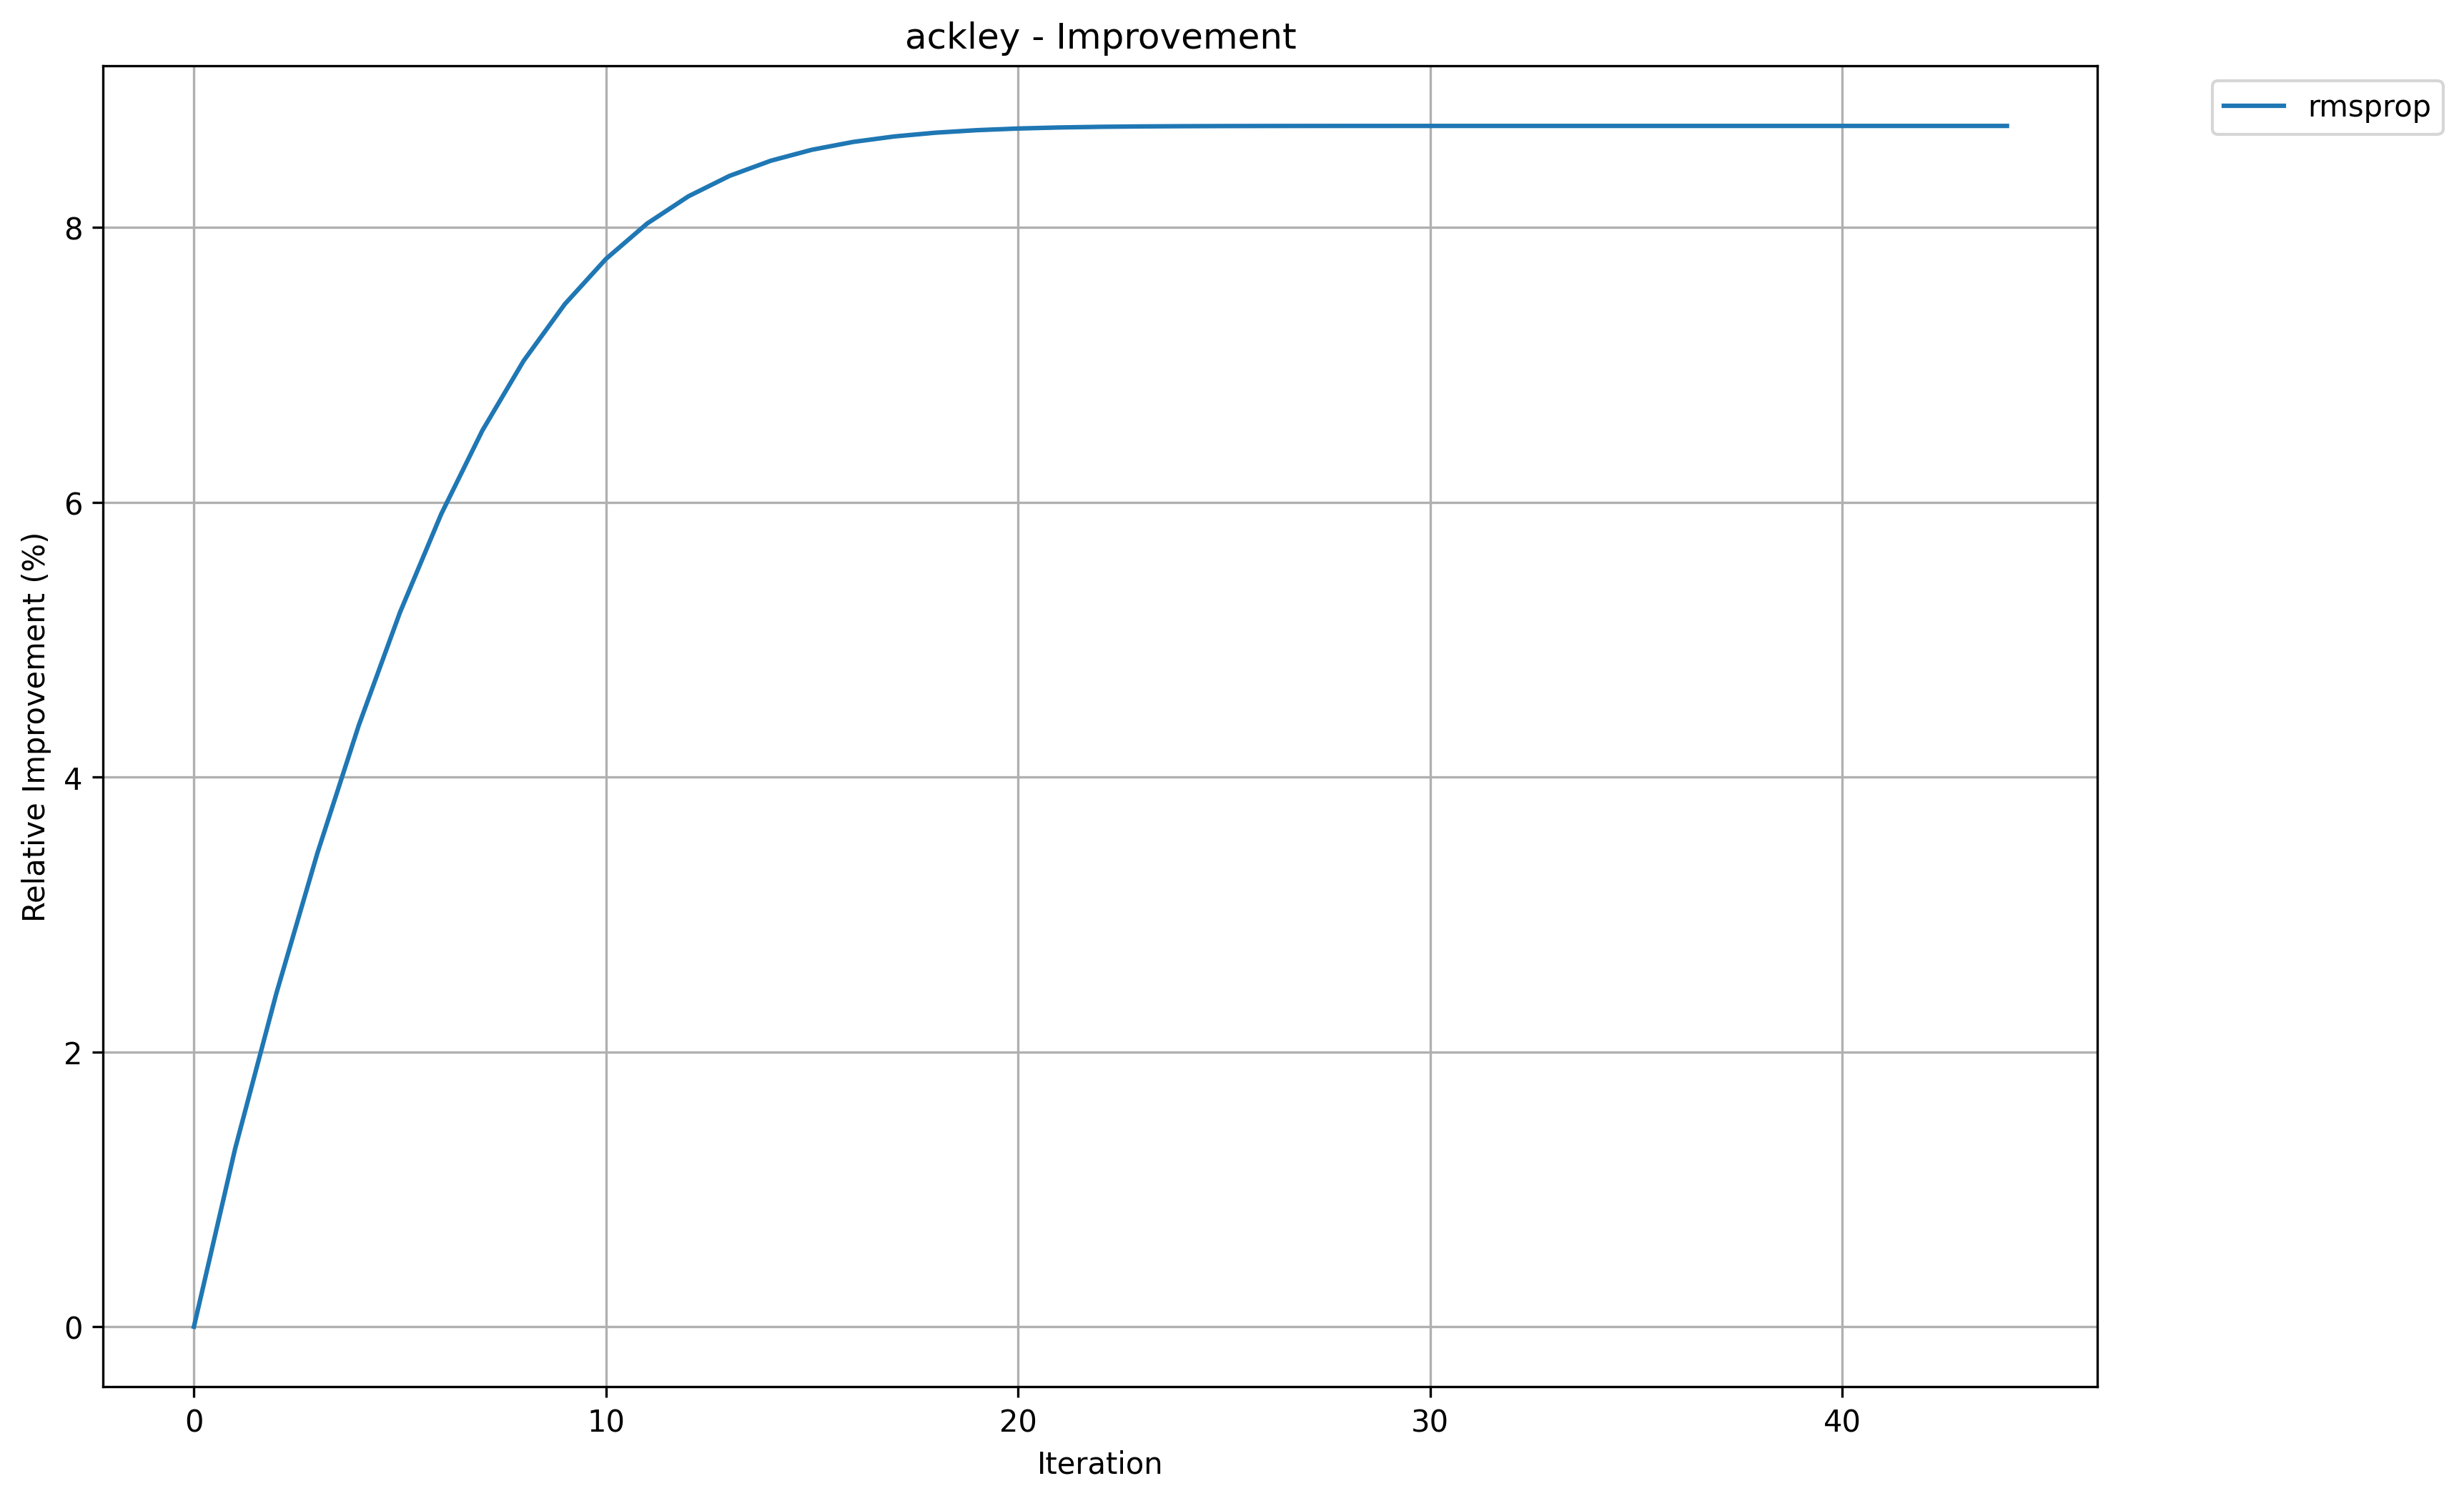 ackley - Improvement
rmsprop
Relative Improvement (%)
8
6
4
2
0
0 10 20 30 40
Iteration